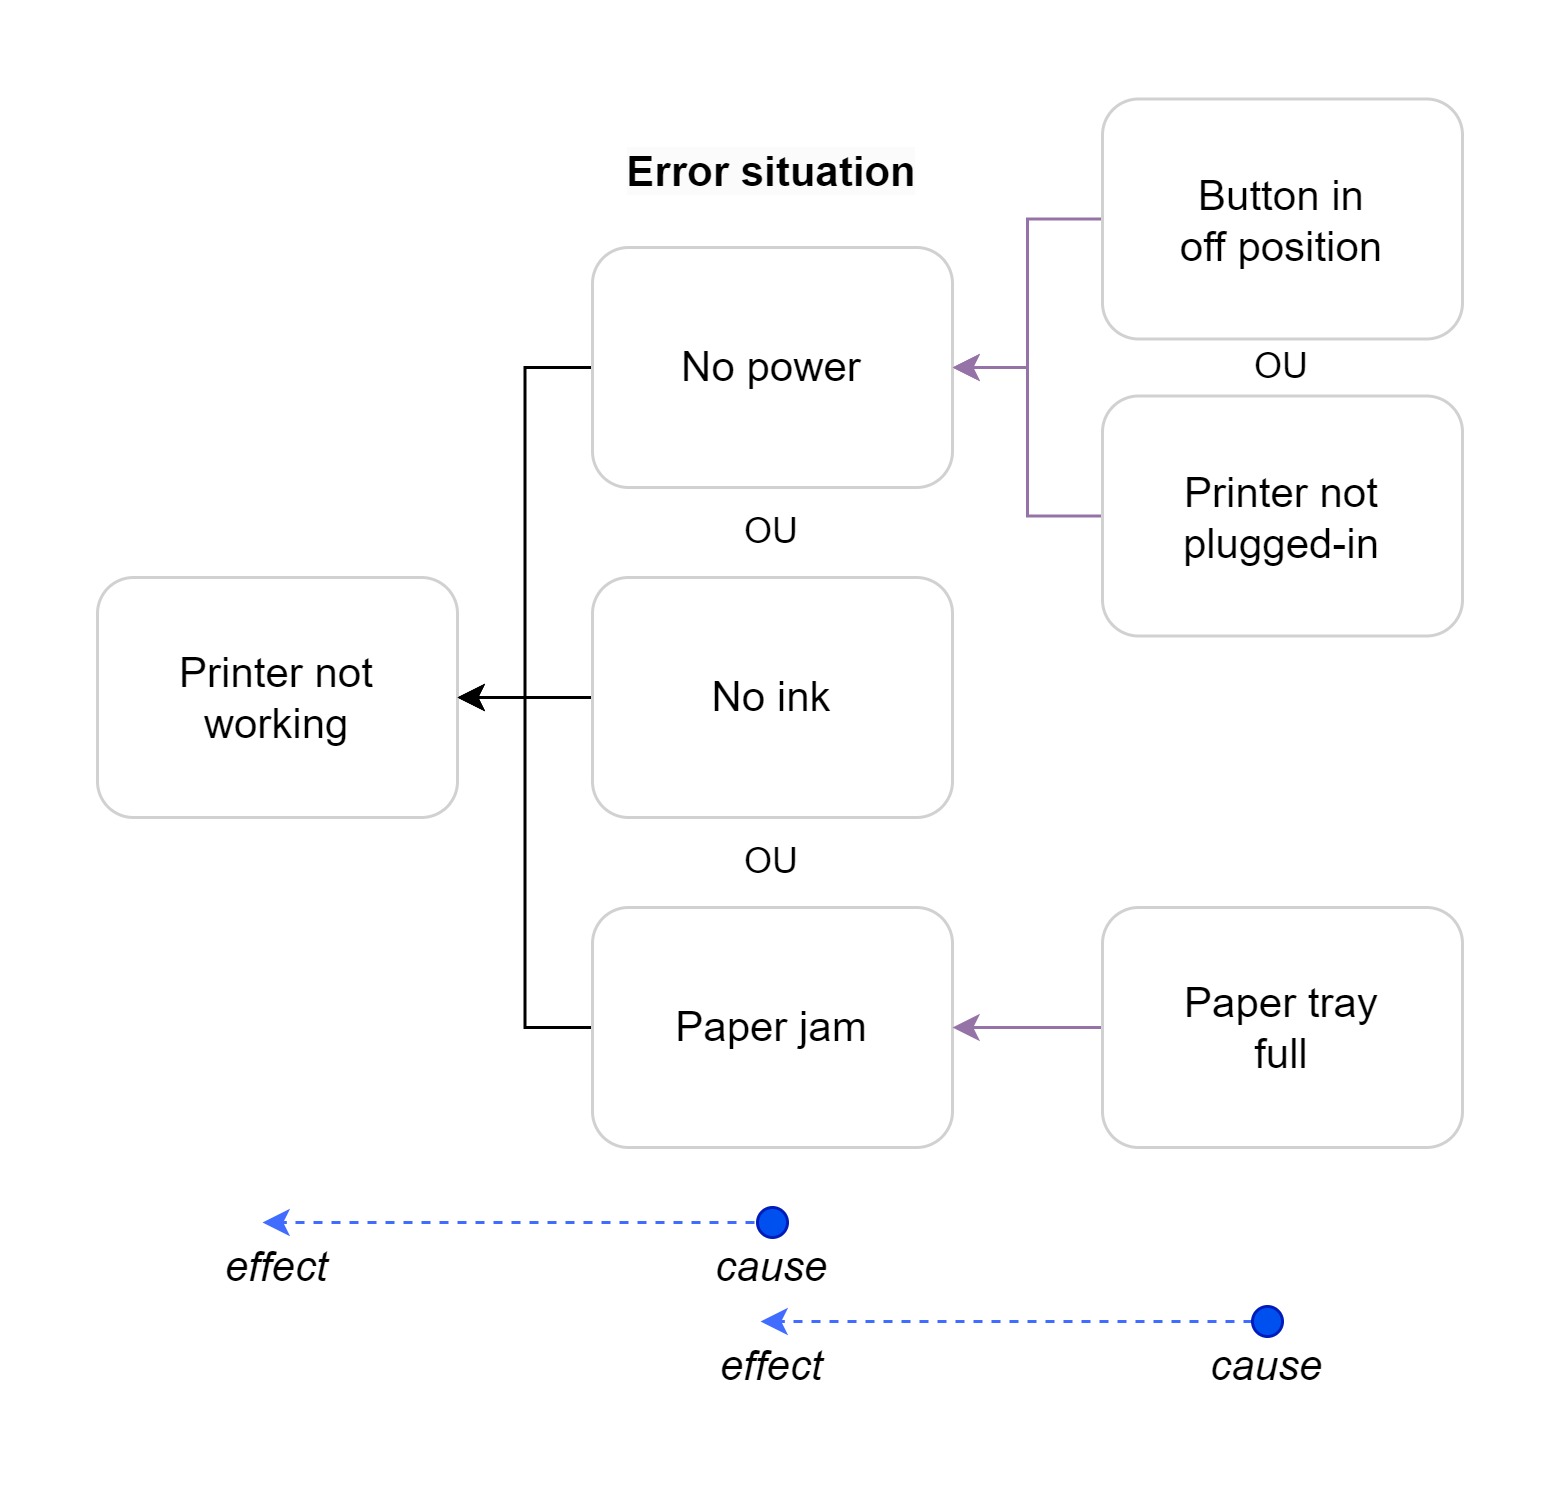 Error situation
Button in
off position
OU
Printer not
plugged-in
No power
OU
No ink
OU
Paper jam
Printer not
working
Paper tray
full
effect
cause
effect
cause